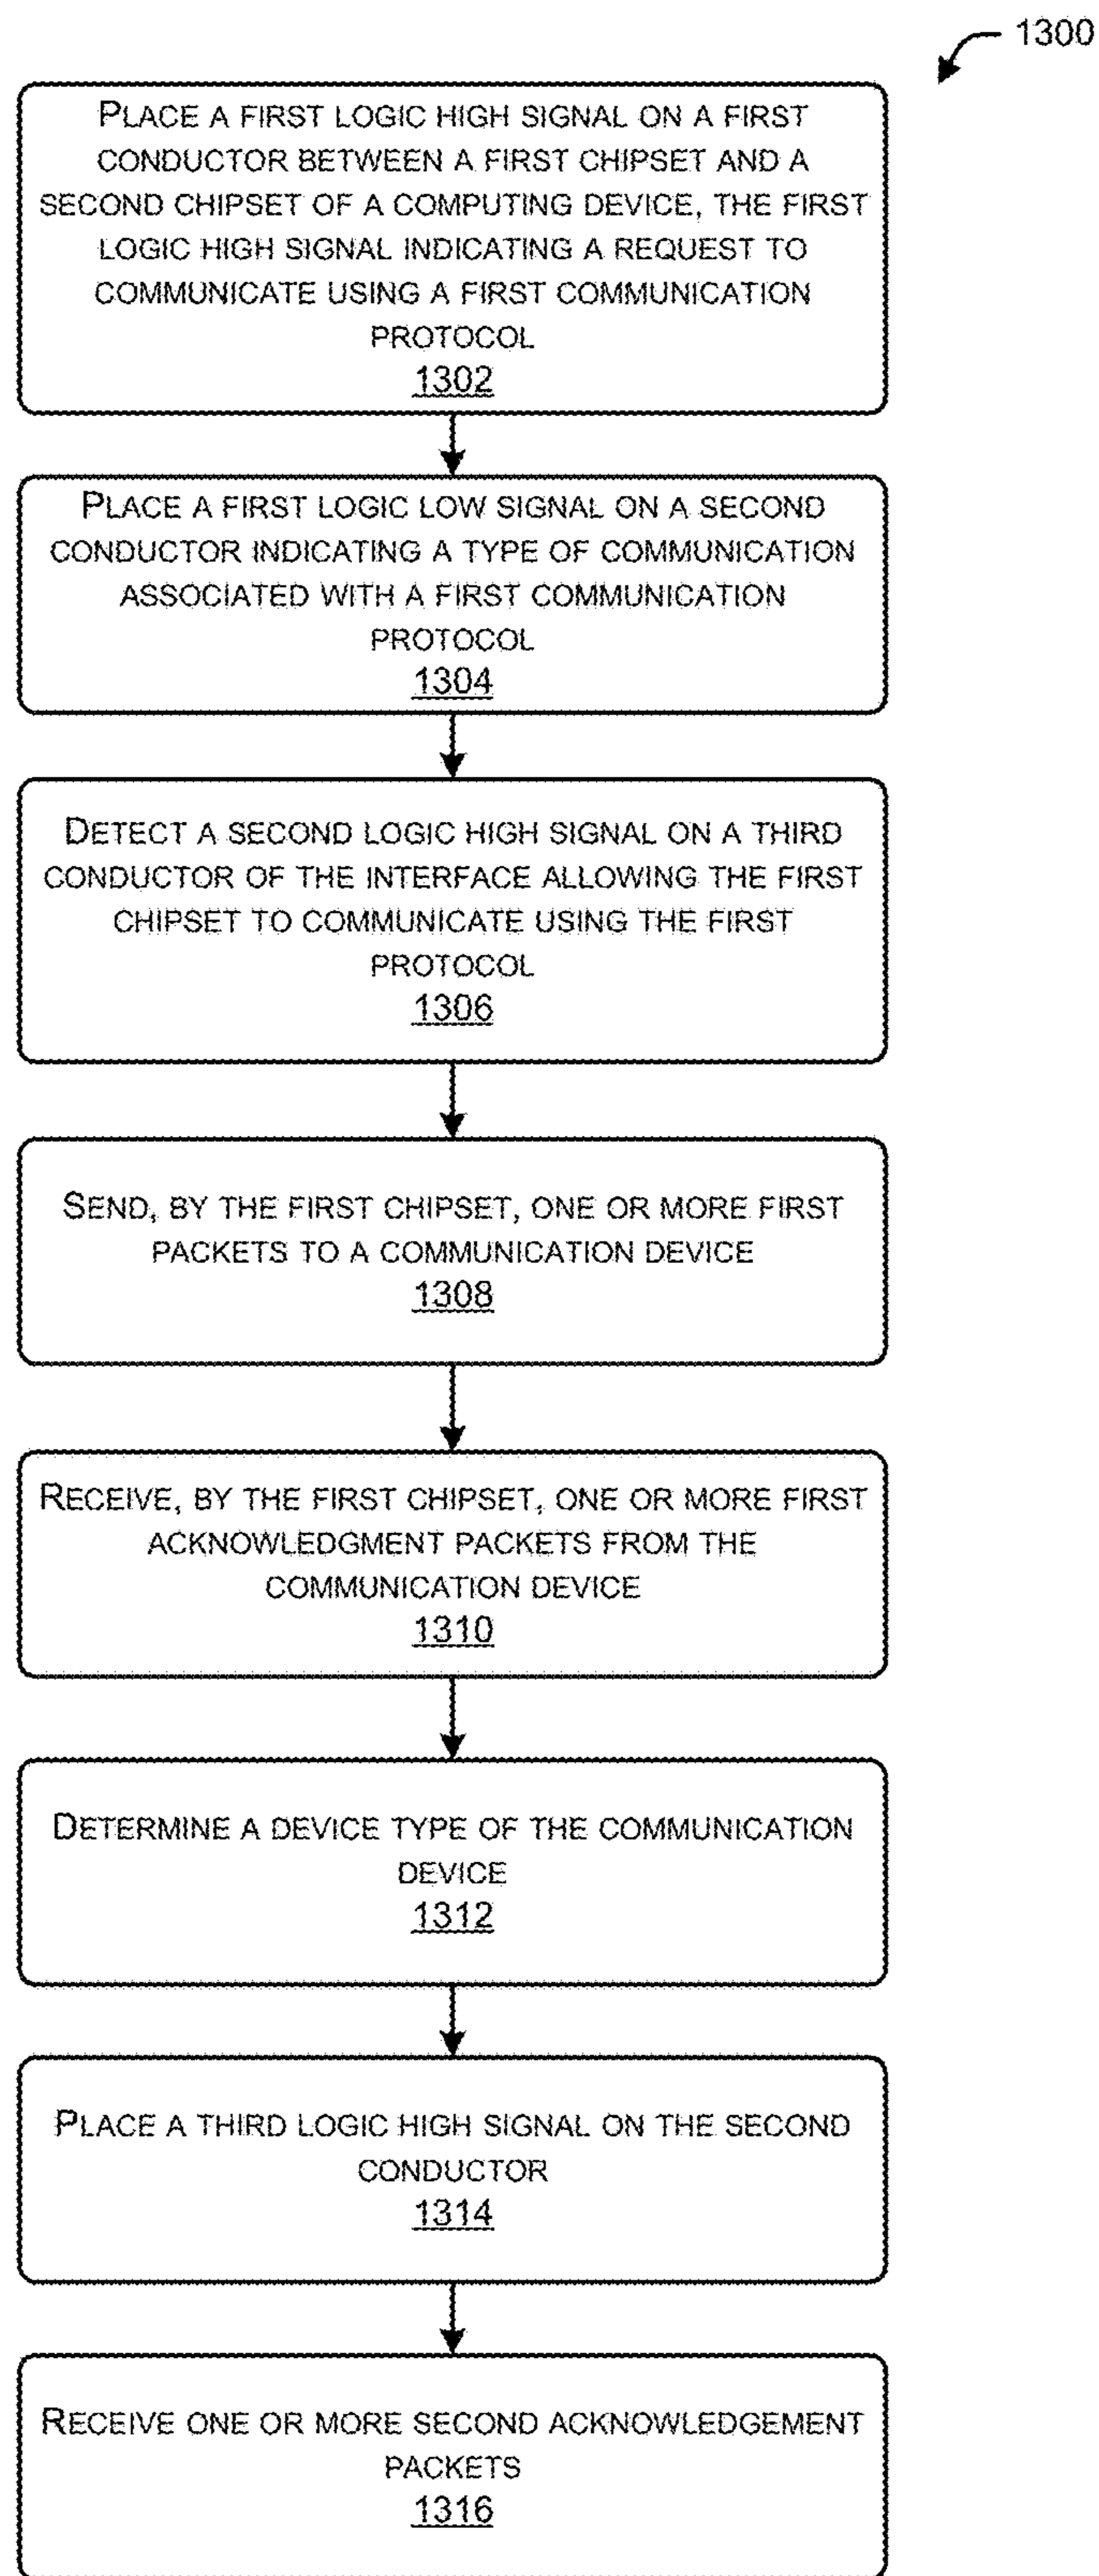 1300
PLACE A FIRST LOGIC HIGH SIGNAL ON A FIRST
CONDUCTOR BETWEEN A FIRST CHIPSET AND A
SECOND CHIPSET OF A COMPUTING DEVICE, THE FIRST
LOGIC HIGH SIGNAL INDICATING A REQUEST TO
COMMUNICATE USING A FIRST COMMUNICATION
PROTOCOL
1302
PLACE A FIRST LOGIC LOW SIGNAL ON A SECOND
CONDUCTOR INDICATING A TYPE OF COMMUNICATION
ASSOCIATED WITH A FIRST COMMUNICATION
PROTOCOL
1304
DETECT A SECOND LOGIC HIGH SIGNAL ON A THIRD
CONDUCTOR OF THE INTERFACE ALLOWING THE FIRST
CHIPSET TO COMMUNICATE USING THE FIRST
PROTOCOL
1306
SEND, BY THE FIRST CHIPSET, ONE OR MORE FIRST
PACKETS TO A COMMUNICATION DEVICE
1308
RECEIVE, BY THE FIRST CHIPSET, ONE OR MORE FIRST
ACKNOWLEDGMENT PACKETS FROM THE
COMMUNICATION DEVICE
1310
DETERMINE A DEVICE TYPE OF THE COMMUNICATION
DEVICE
1312
PLACE A THIRD LOGIC HIGH SIGNAL ON THE SECOND
CONDUCTOR
1314
RECEIVE ONE OR MORE SECOND ACKNOWLEDGEMENT
PACKETS
1316